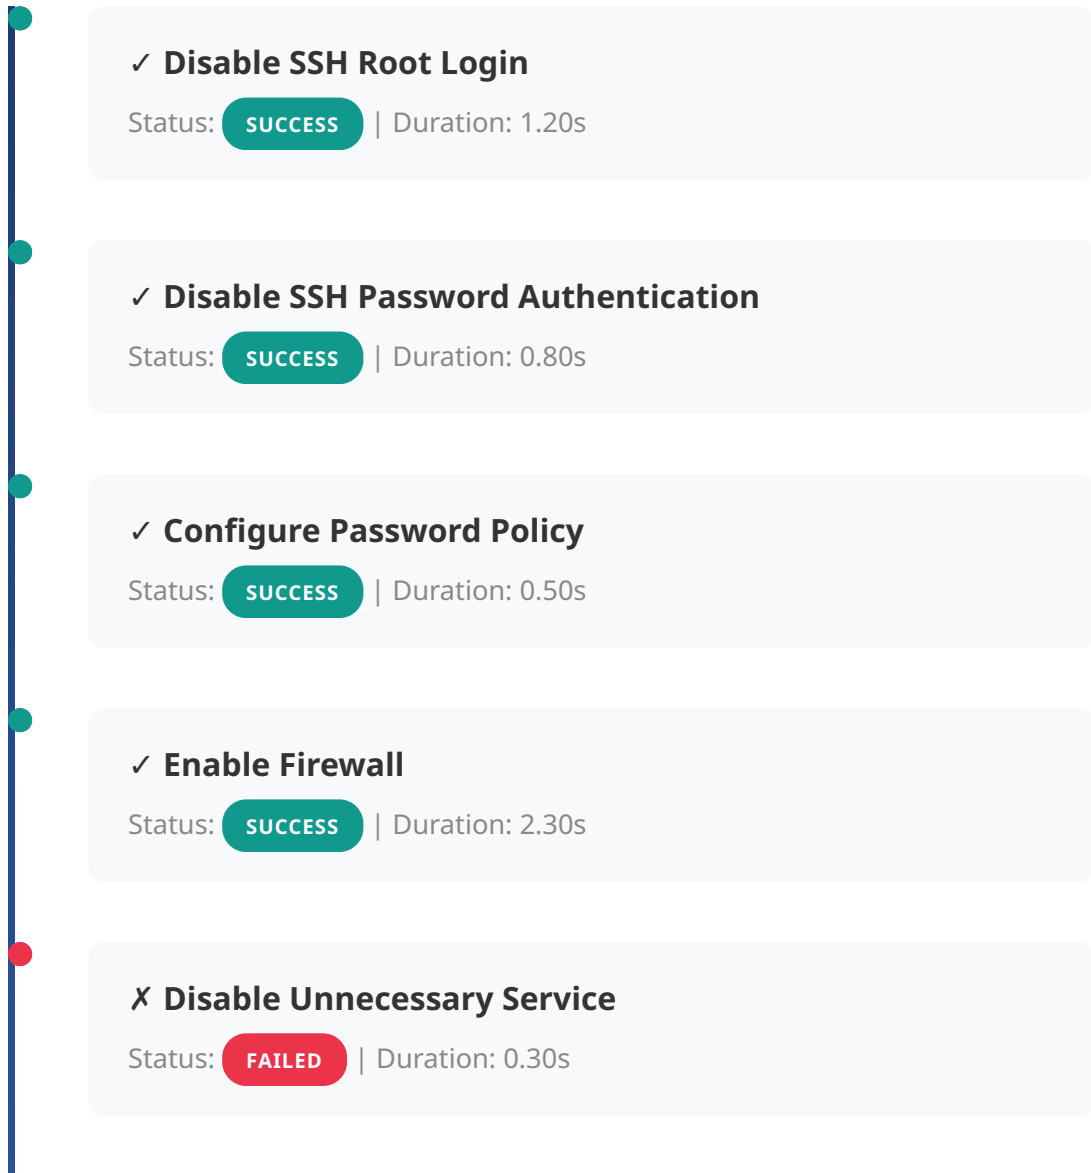 ✓ Disable SSH Root Login
Status: SUCCESS | Duration: 1.20s
✓ Disable SSH Password Authentication
Status: SUCCESS | Duration: 0.80s
✓ Configure Password Policy
Status: SUCCESS | Duration: 0.50s
✓ Enable Firewall
Status: SUCCESS | Duration: 2.30s
✗ Disable Unnecessary Service
Status: FAILED | Duration: 0.30s